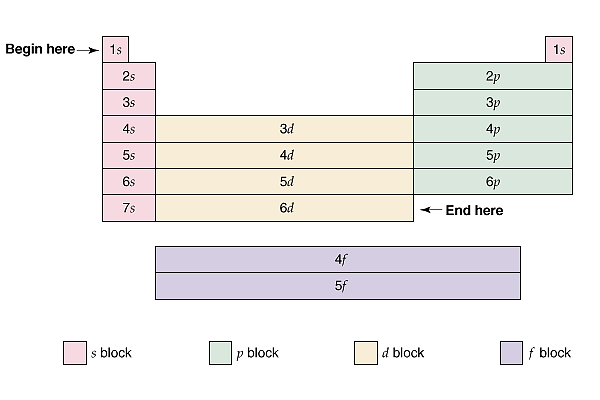 Begin here 1s 1s
2s 2p
3s 3p
4s 3d 4p
5s 4d 5p
6s 5d 6p
7s 6d End here
4f
5f
s block p block d block f block